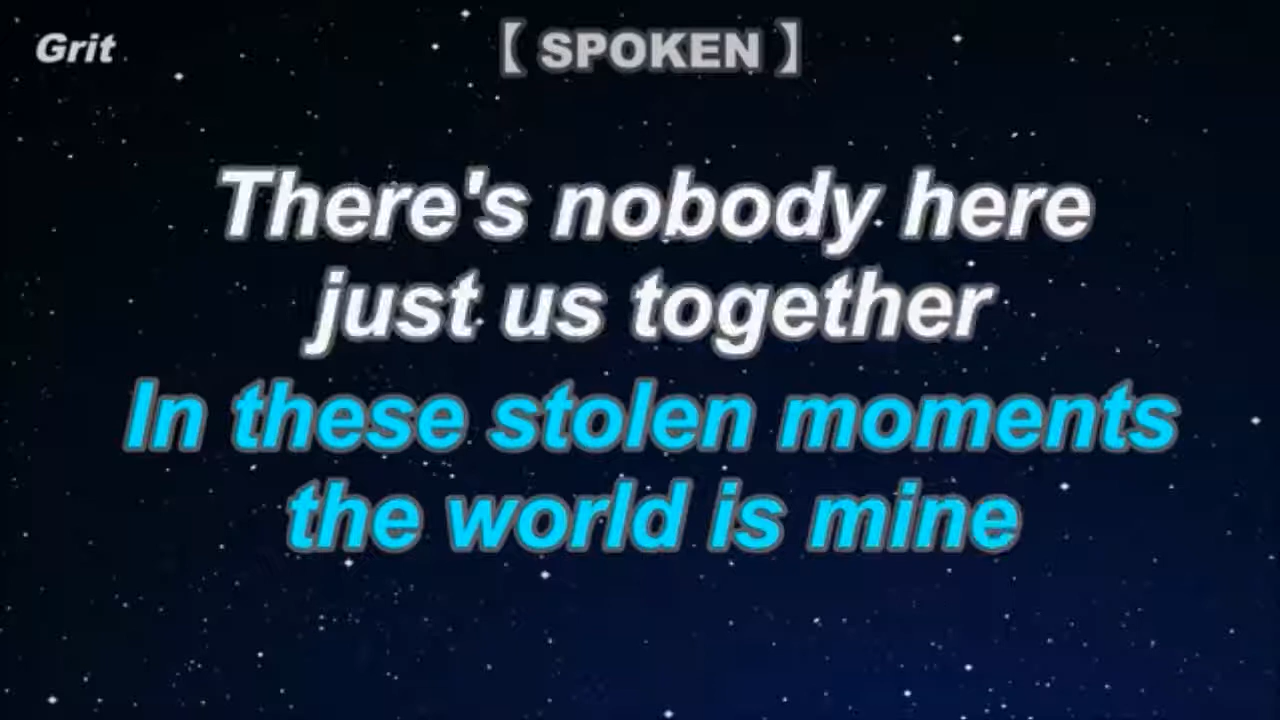 Grit
【 SPOKEN 】
There's nobody here
just us together
In these stolen moments
the world is mine